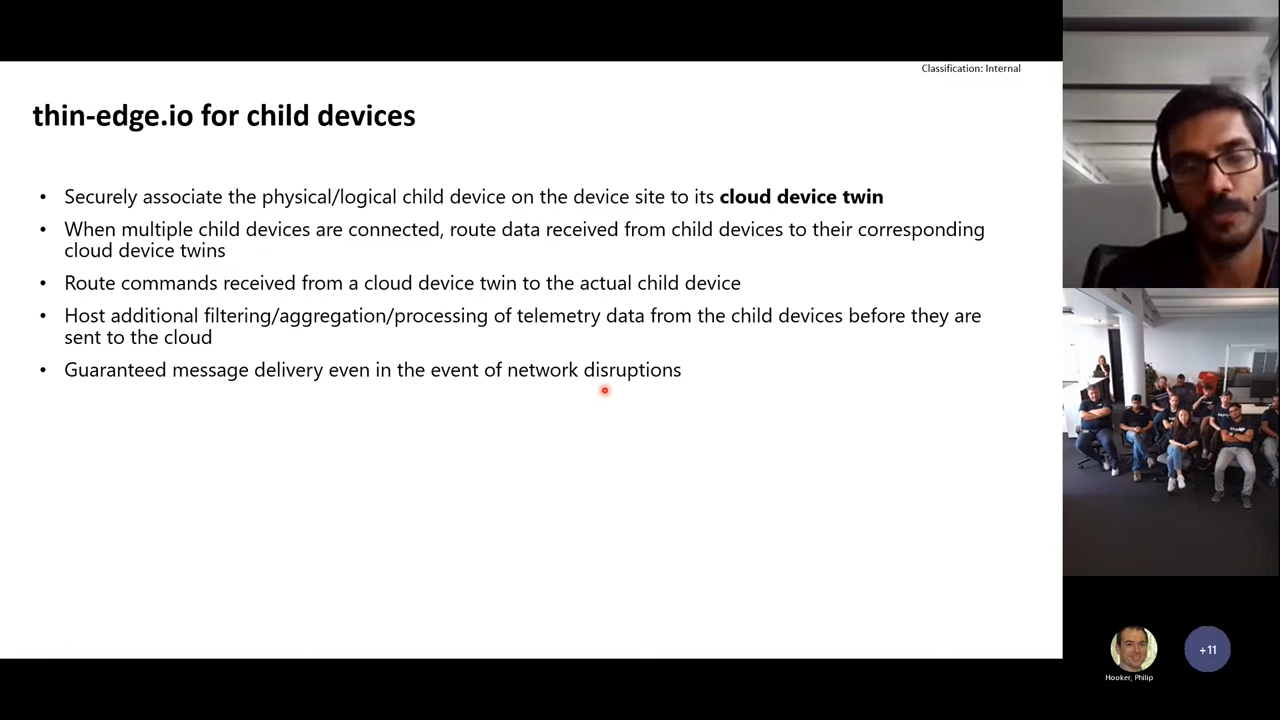 Classification: Internal
thin-edge.io for child devices
• Securely associate the physical/logical child device on the device site to its cloud device twin
• When multiple child devices are connected, route data received from child devices to their corresponding
cloud device twins
• Route commands received from a cloud device twin to the actual child device
• Host additional filtering/aggregation/processing of telemetry data from the child devices before they are
sent to the cloud
• Guaranteed message delivery even in the event of network disruptions
+11
Hooker, Philip